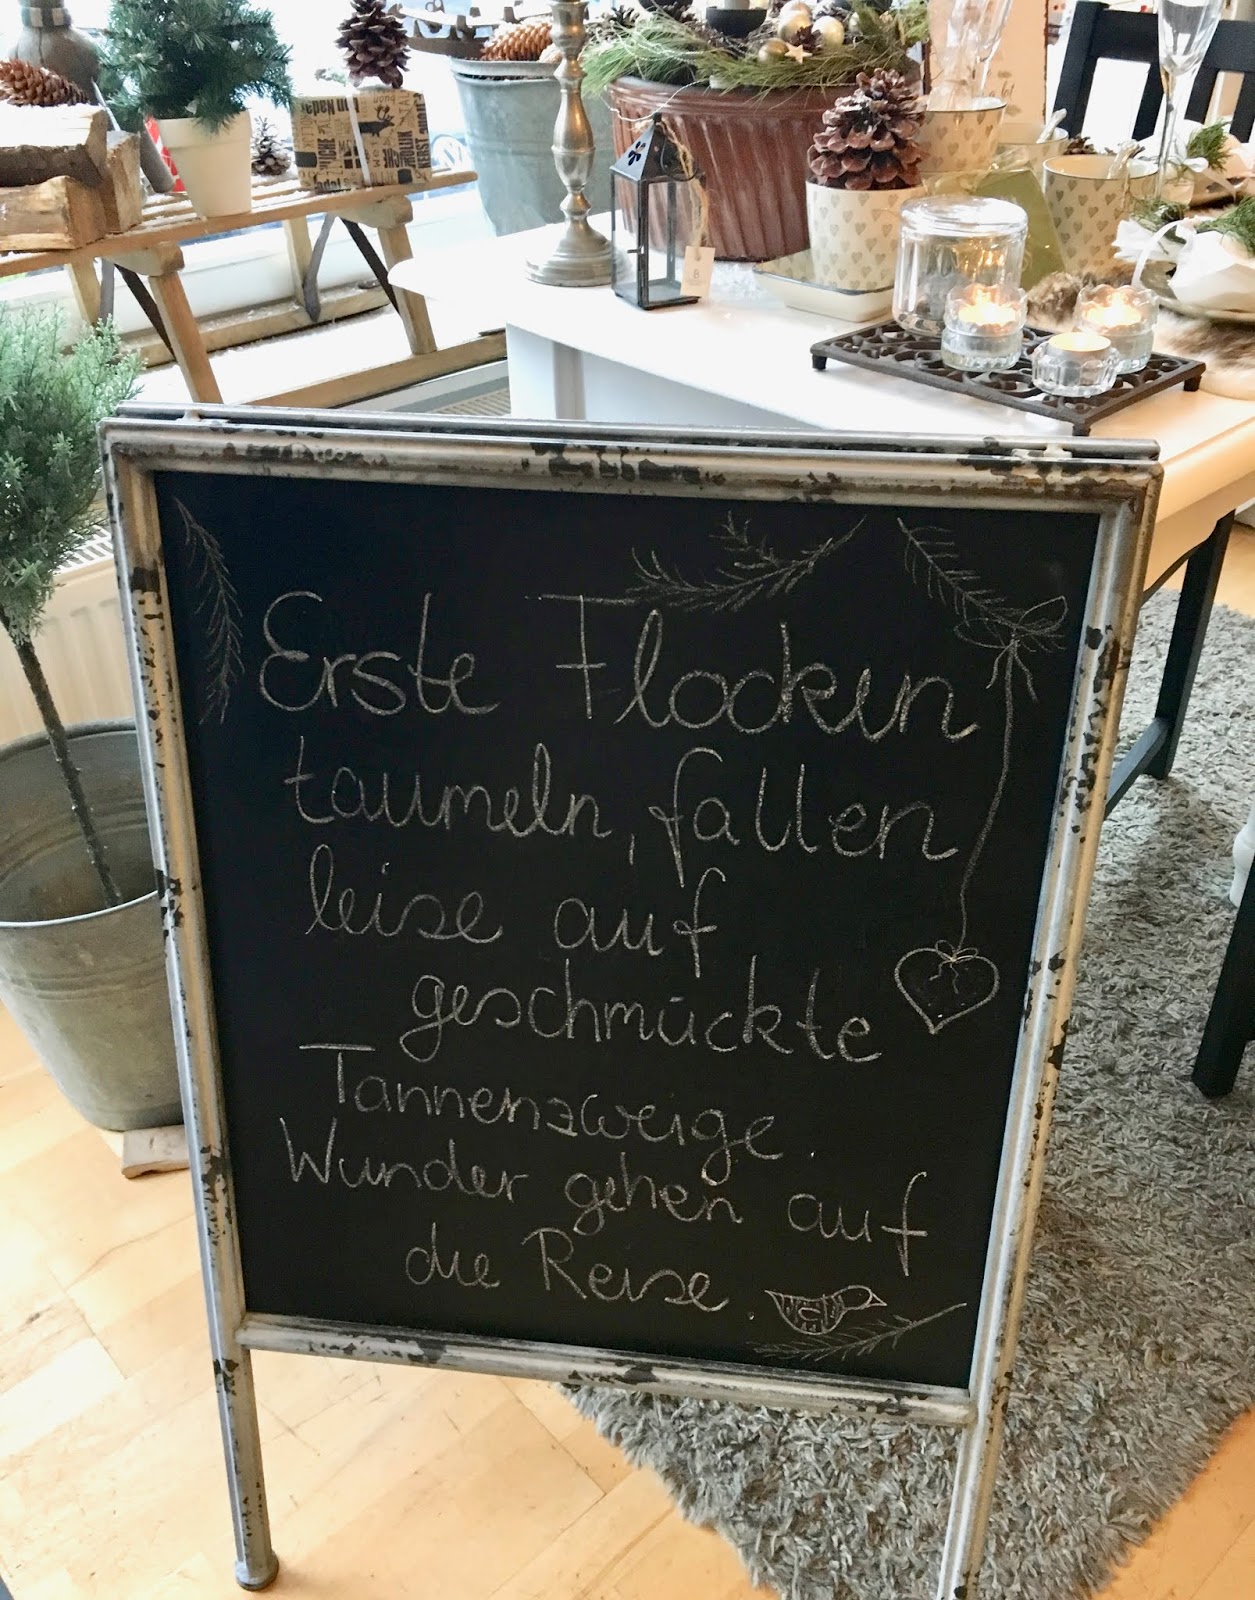 Erste Flocken
taumeln, fallen
leise auf
geschmückte
Tannenzweige.
Wunder gehen auf
die Reise.
B